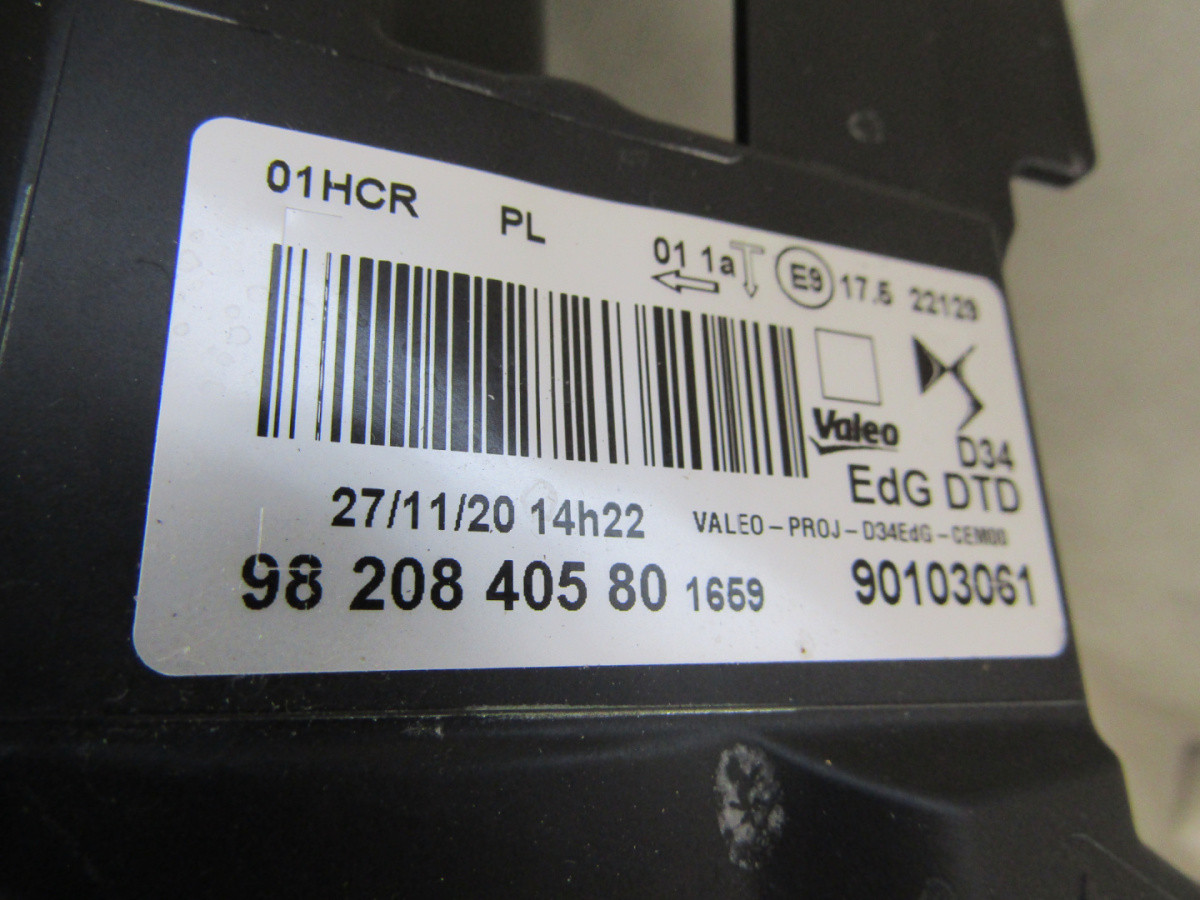 01HCR PL
01 1a E9 17.5 22129
Valeo
D34
EdG DTD
27/11/20 14h22 VALEO-PROJ-D34EdG-CEM00
98 208 405 80 1659 90103061